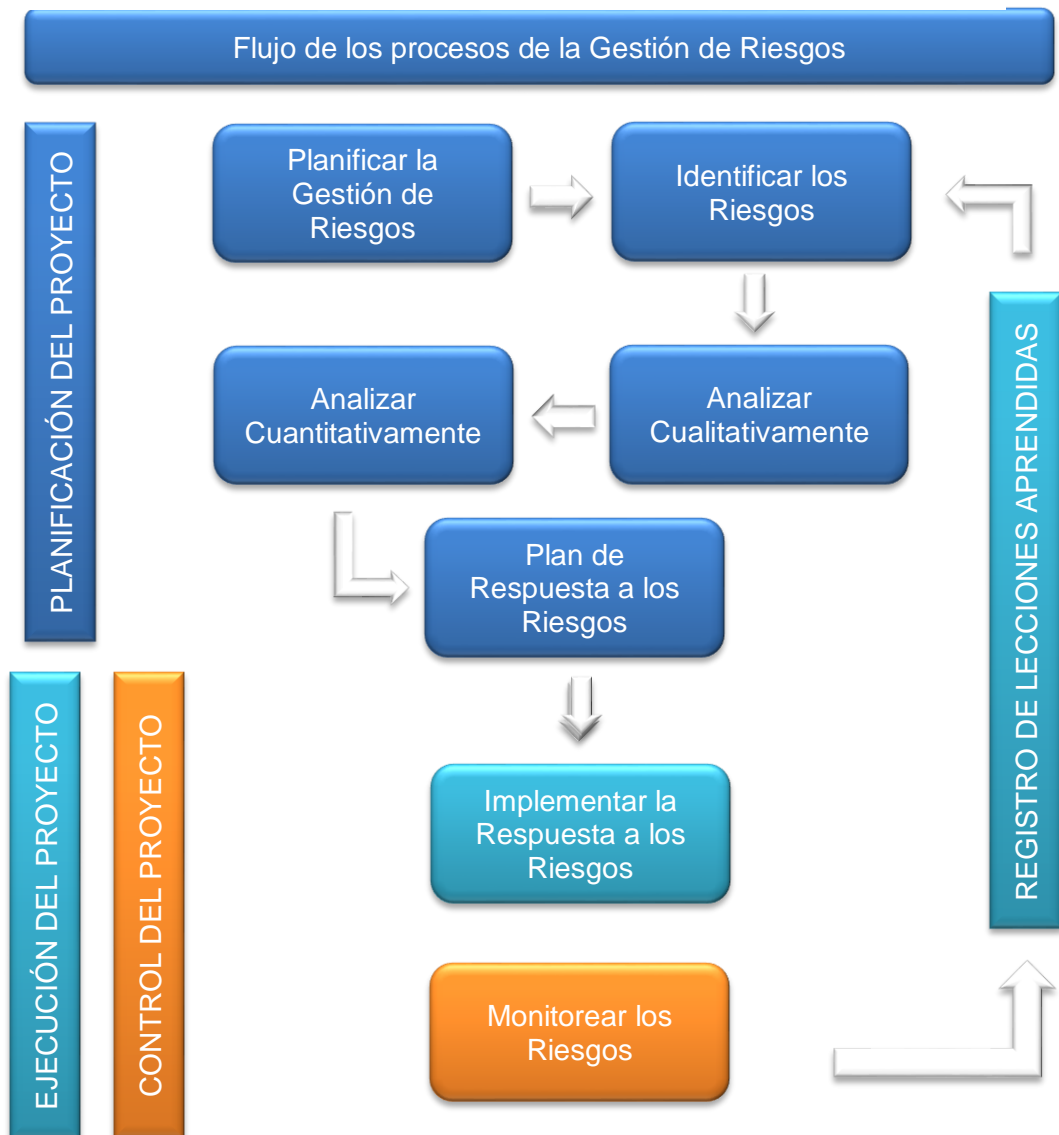 Flujo de los procesos de la Gestión de Riesgos
PLANIFICACIÓN DEL PROYECTO
Planificar la
Gestión de
Riesgos
Identificar los
Riesgos
Analizar
Cuantitativamente
Analizar
Cualitativamente
Plan de
Respuesta a los
Riesgos
REGISTRO DE LECCIONES APRENDIDAS
EJECUCIÓN DEL PROYECTO
CONTROL DEL PROYECTO
Implementar la
Respuesta a los
Riesgos
Monitorear los
Riesgos